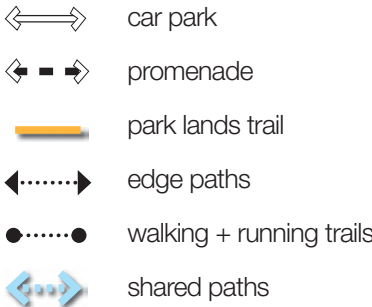 car park
promenade
park lands trail
edge paths
walking + running trails
shared paths